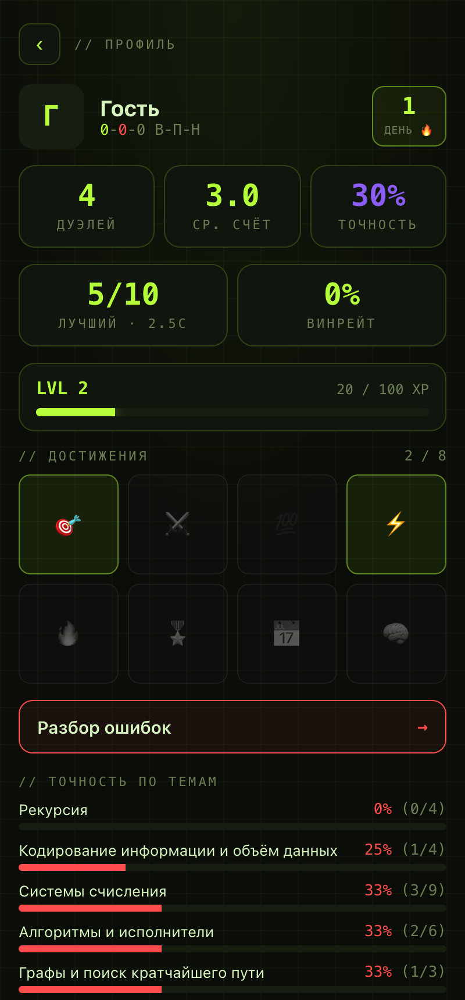 ‹
// ПРОФИЛЬ
Г
Гость
0-0-0 В-П-Н
1
ДЕНЬ 🔥
4
ДУЭЛЕЙ
3.0
СР. СЧЁТ
30%
ТОЧНОСТЬ
5/10
ЛУЧШИЙ · 2.5С
0%
ВИНРЕЙТ
LVL 2
20 / 100 XP
// ДОСТИЖЕНИЯ
2 / 8
100
JUL
17
Разбор ошибок →
// ТОЧНОСТЬ ПО ТЕМАМ
Рекурсия 0% (0/4)
Кодирование информации и объём данных 25% (1/4)
Системы счисления 33% (3/9)
Алгоритмы и исполнители 33% (2/6)
Графы и поиск кратчайшего пути 33% (1/3)